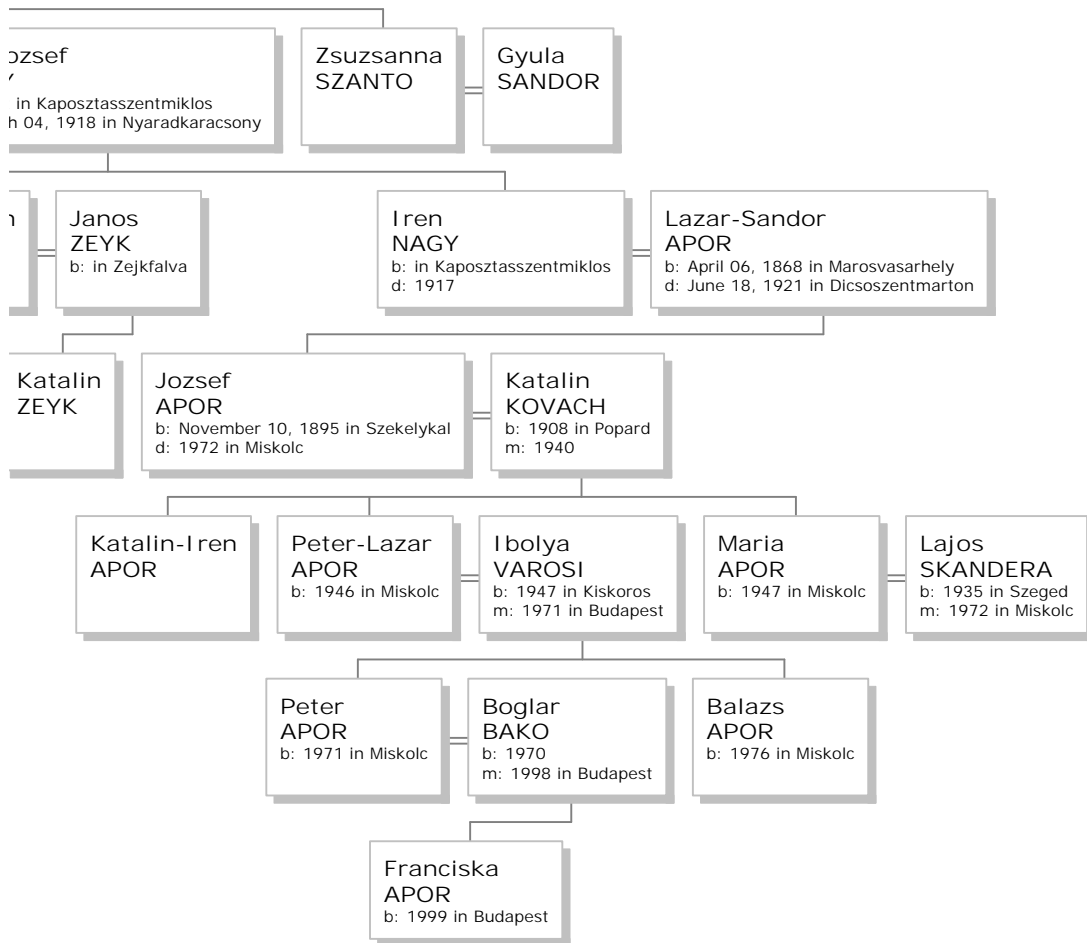 ozsef
in Kaposztasszentmiklos
h 04, 1918 in Nyaradkaracsony
Zsuzsanna
SZANTO
Gyula
SANDOR
n
Janos
ZEYK
b: in Zejkfalva
Iren
NAGY
b: in Kaposztasszentmiklos
d: 1917
Lazar-Sandor
APOR
b: April 06, 1868 in Marosvasarhely
d: June 18, 1921 in Dicsoszentmarton
Katalin
ZEYK
Jozsef
APOR
b: November 10, 1895 in Szekelykal
d: 1972 in Miskolc
Katalin
KOVACH
b: 1908 in Popard
m: 1940
Katalin-Iren
APOR
Peter-Lazar
APOR
b: 1946 in Miskolc
Ibolya
VAROSI
b: 1947 in Kiskoros
m: 1971 in Budapest
Maria
APOR
b: 1947 in Miskolc
Lajos
SKANDERA
b: 1935 in Szeged
m: 1972 in Miskolc
Peter
APOR
b: 1971 in Miskolc
Boglar
BAKO
b: 1970
m: 1998 in Budapest
Balazs
APOR
b: 1976 in Miskolc
Franciska
APOR
b: 1999 in Budapest